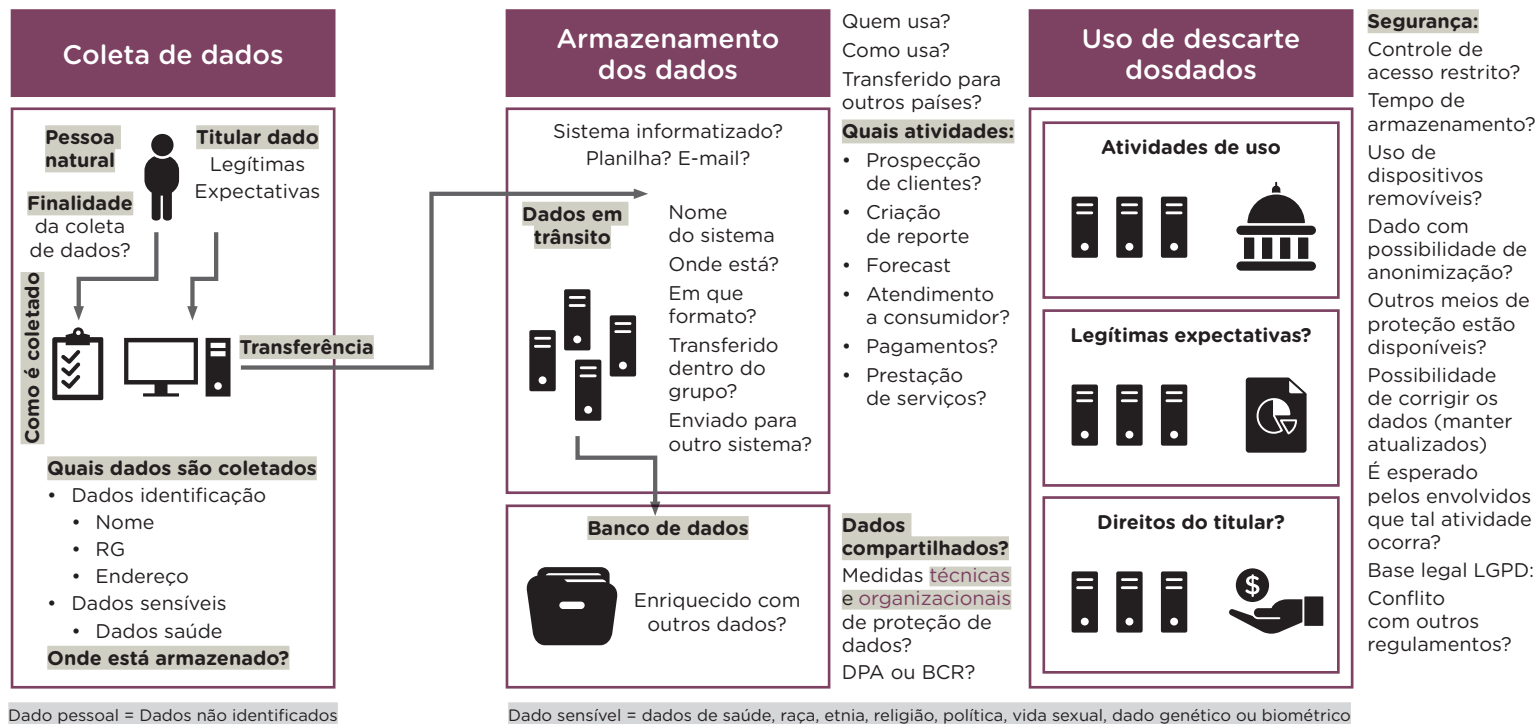 Coleta de dados
Pessoa
natural
Titular dado
Legítimas
Expectativas
Finalidade
da coleta
de dados?
Como é coletado
Transferência
Quais dados são coletados
• Dados identificação
• Nome
• RG
• Endereço
• Dados sensíveis
• Dados saúde
Onde está armazenado?
Dado pessoal = Dados não identificados
Armazenamento
dos dados
Sistema informatizado?
Planilha? E-mail?
Dados em
trânsito
Nome
do sistema
Onde está?
Em que
formato?
Transferido
dentro do
grupo?
Enviado para
outro sistema?
Banco de dados
Enriquecido com
outros dados?
Quem usa?
Como usa?
Transferido para
outros países?
Quais atividades:
• Prospecção
de clientes?
• Criação
de reporte
• Forecast
• Atendimento
a consumidor?
• Pagamentos?
• Prestação
de serviços?
Dados
compartilhados?
Medidas técnicas
e organizacionais
de proteção de
dados?
DPA ou BCR?
Uso de descarte
dosdados
Atividades de uso
Legítimas expectativas?
Direitos do titular?
$
Segurança:
Controle de
acesso restrito?
Tempo de
armazenamento?
Uso de
dispositivos
removíveis?
Dado com
possibilidade de
anonimização?
Outros meios de
proteção estão
disponíveis?
Possibilidade
de corrigir os
dados (manter
atualizados)
É esperado
pelos envolvidos
que tal atividade
ocorra?
Base legal LGPD:
Conflito
com outros
regulamentos?
Dado sensível = dados de saúde, raça, etnia, religião, política, vida sexual, dado genético ou biométrico